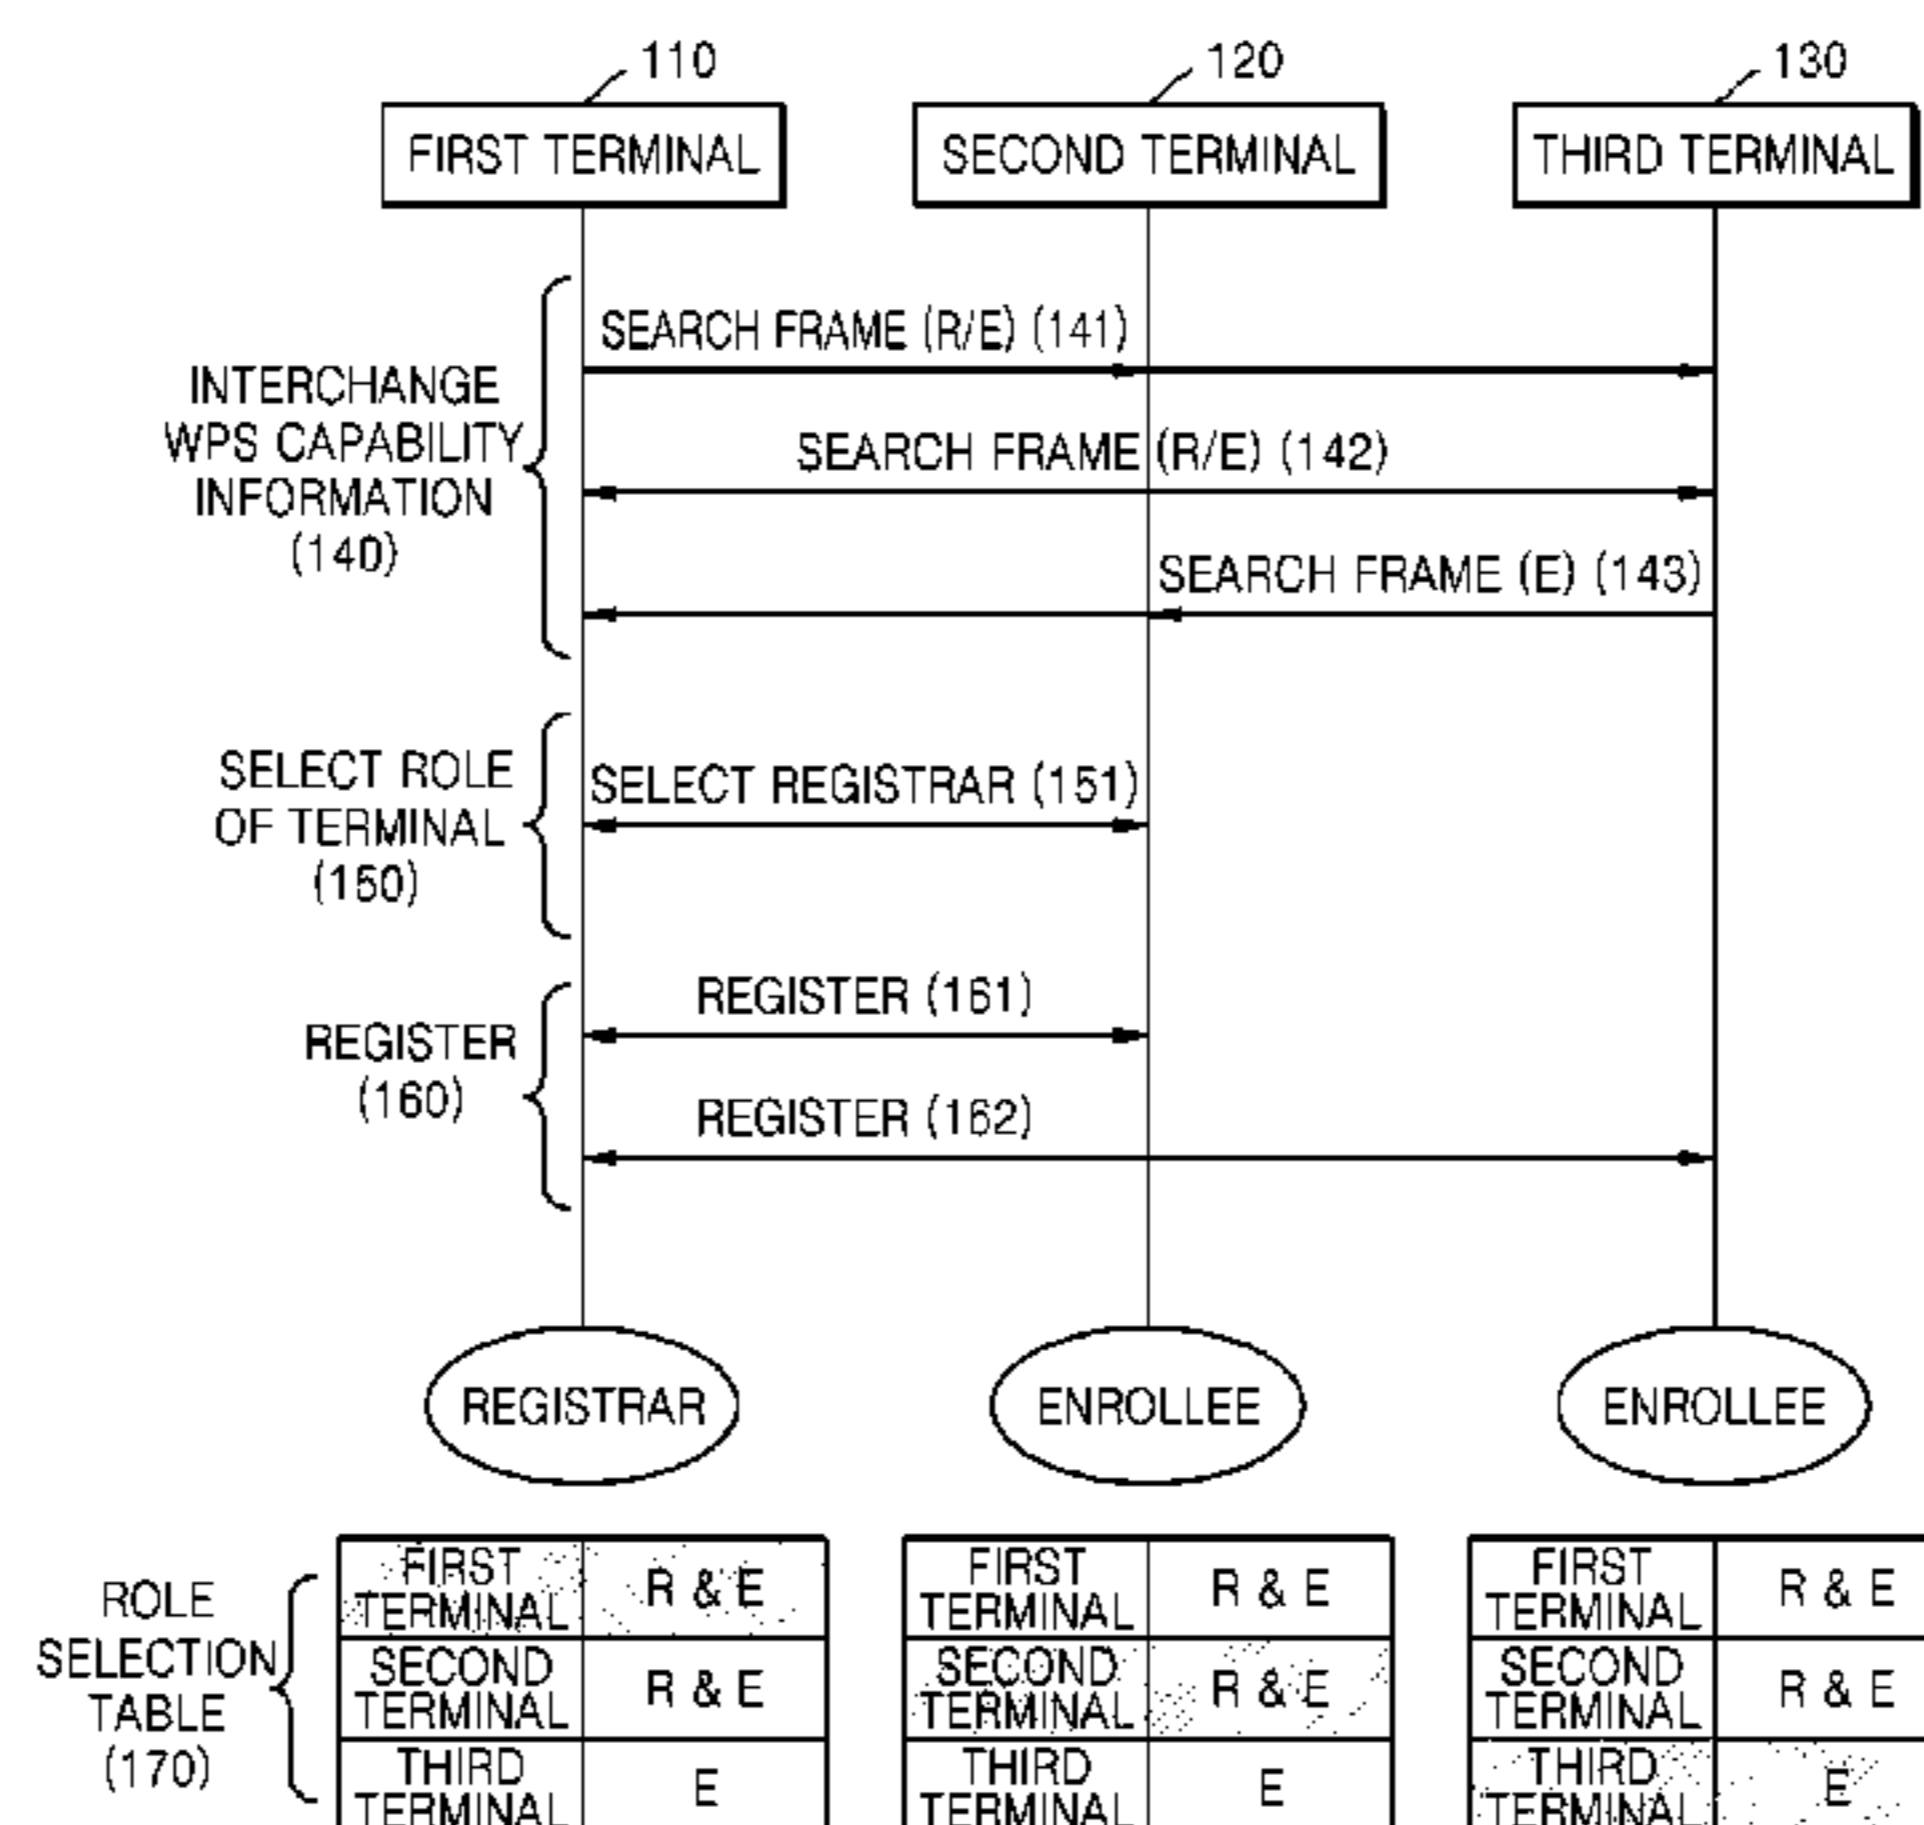 110
120
130
FIRST TERMINAL
SECOND TERMINAL
THIRD TERMINAL
SEARCH FRAME (R/E) (141)
INTERCHANGE
WPS CAPABILITY
INFORMATION
(140)
SEARCH FRAME (R/E) (142)
SEARCH FRAME (E) (143)
SELECT ROLE
OF TERMINAL
(150)
SELECT REGISTRAR (151)
REGISTER (161)
REGISTER
(160)
REGISTER (162)
REGISTRAR
ENROLLEE
ENROLLEE
ROLE
SELECTION
TABLE
(170)
FIRST
TERMINAL
R & E
SECOND
TERMINAL
R & E
THIRD
TERMINAL
E
FIRST
TERMINAL
R & E
SECOND
TERMINAL
R & E
THIRD
TERMINAL
E
FIRST
TERMINAL
R & E
SECOND
TERMINAL
R & E
THIRD
TERMINAL
E